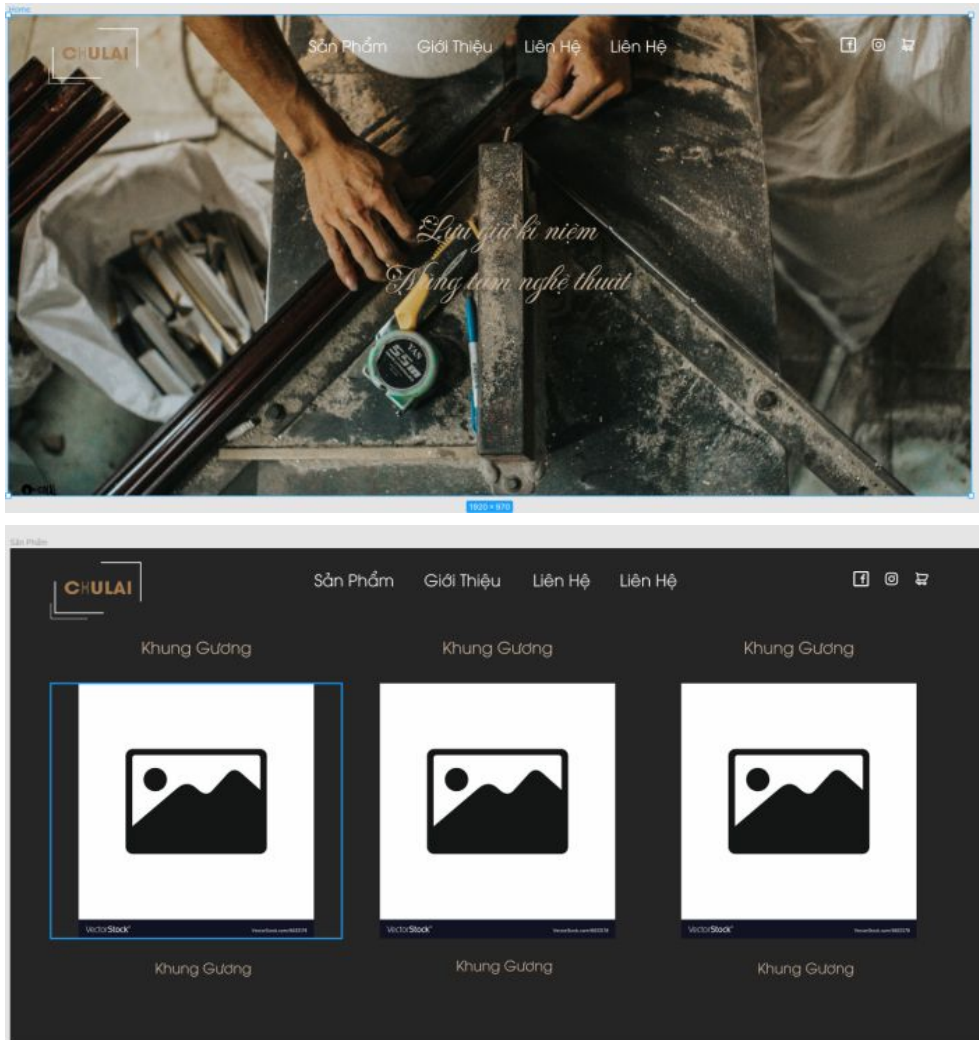 Home
CHULAI
Sản Phẩm Giới Thiệu Liên Hệ Liên Hệ
Lưu giữ kỉ niệm
Nâng tầm nghệ thuật
1920 × 970
Sản Phẩm
CHULAI
Sản Phẩm Giới Thiệu Liên Hệ Liên Hệ
Khung Gương Khung Gương Khung Gương
VectorStock® VectorStock® VectorStock®
Khung Gương Khung Gương Khung Gương